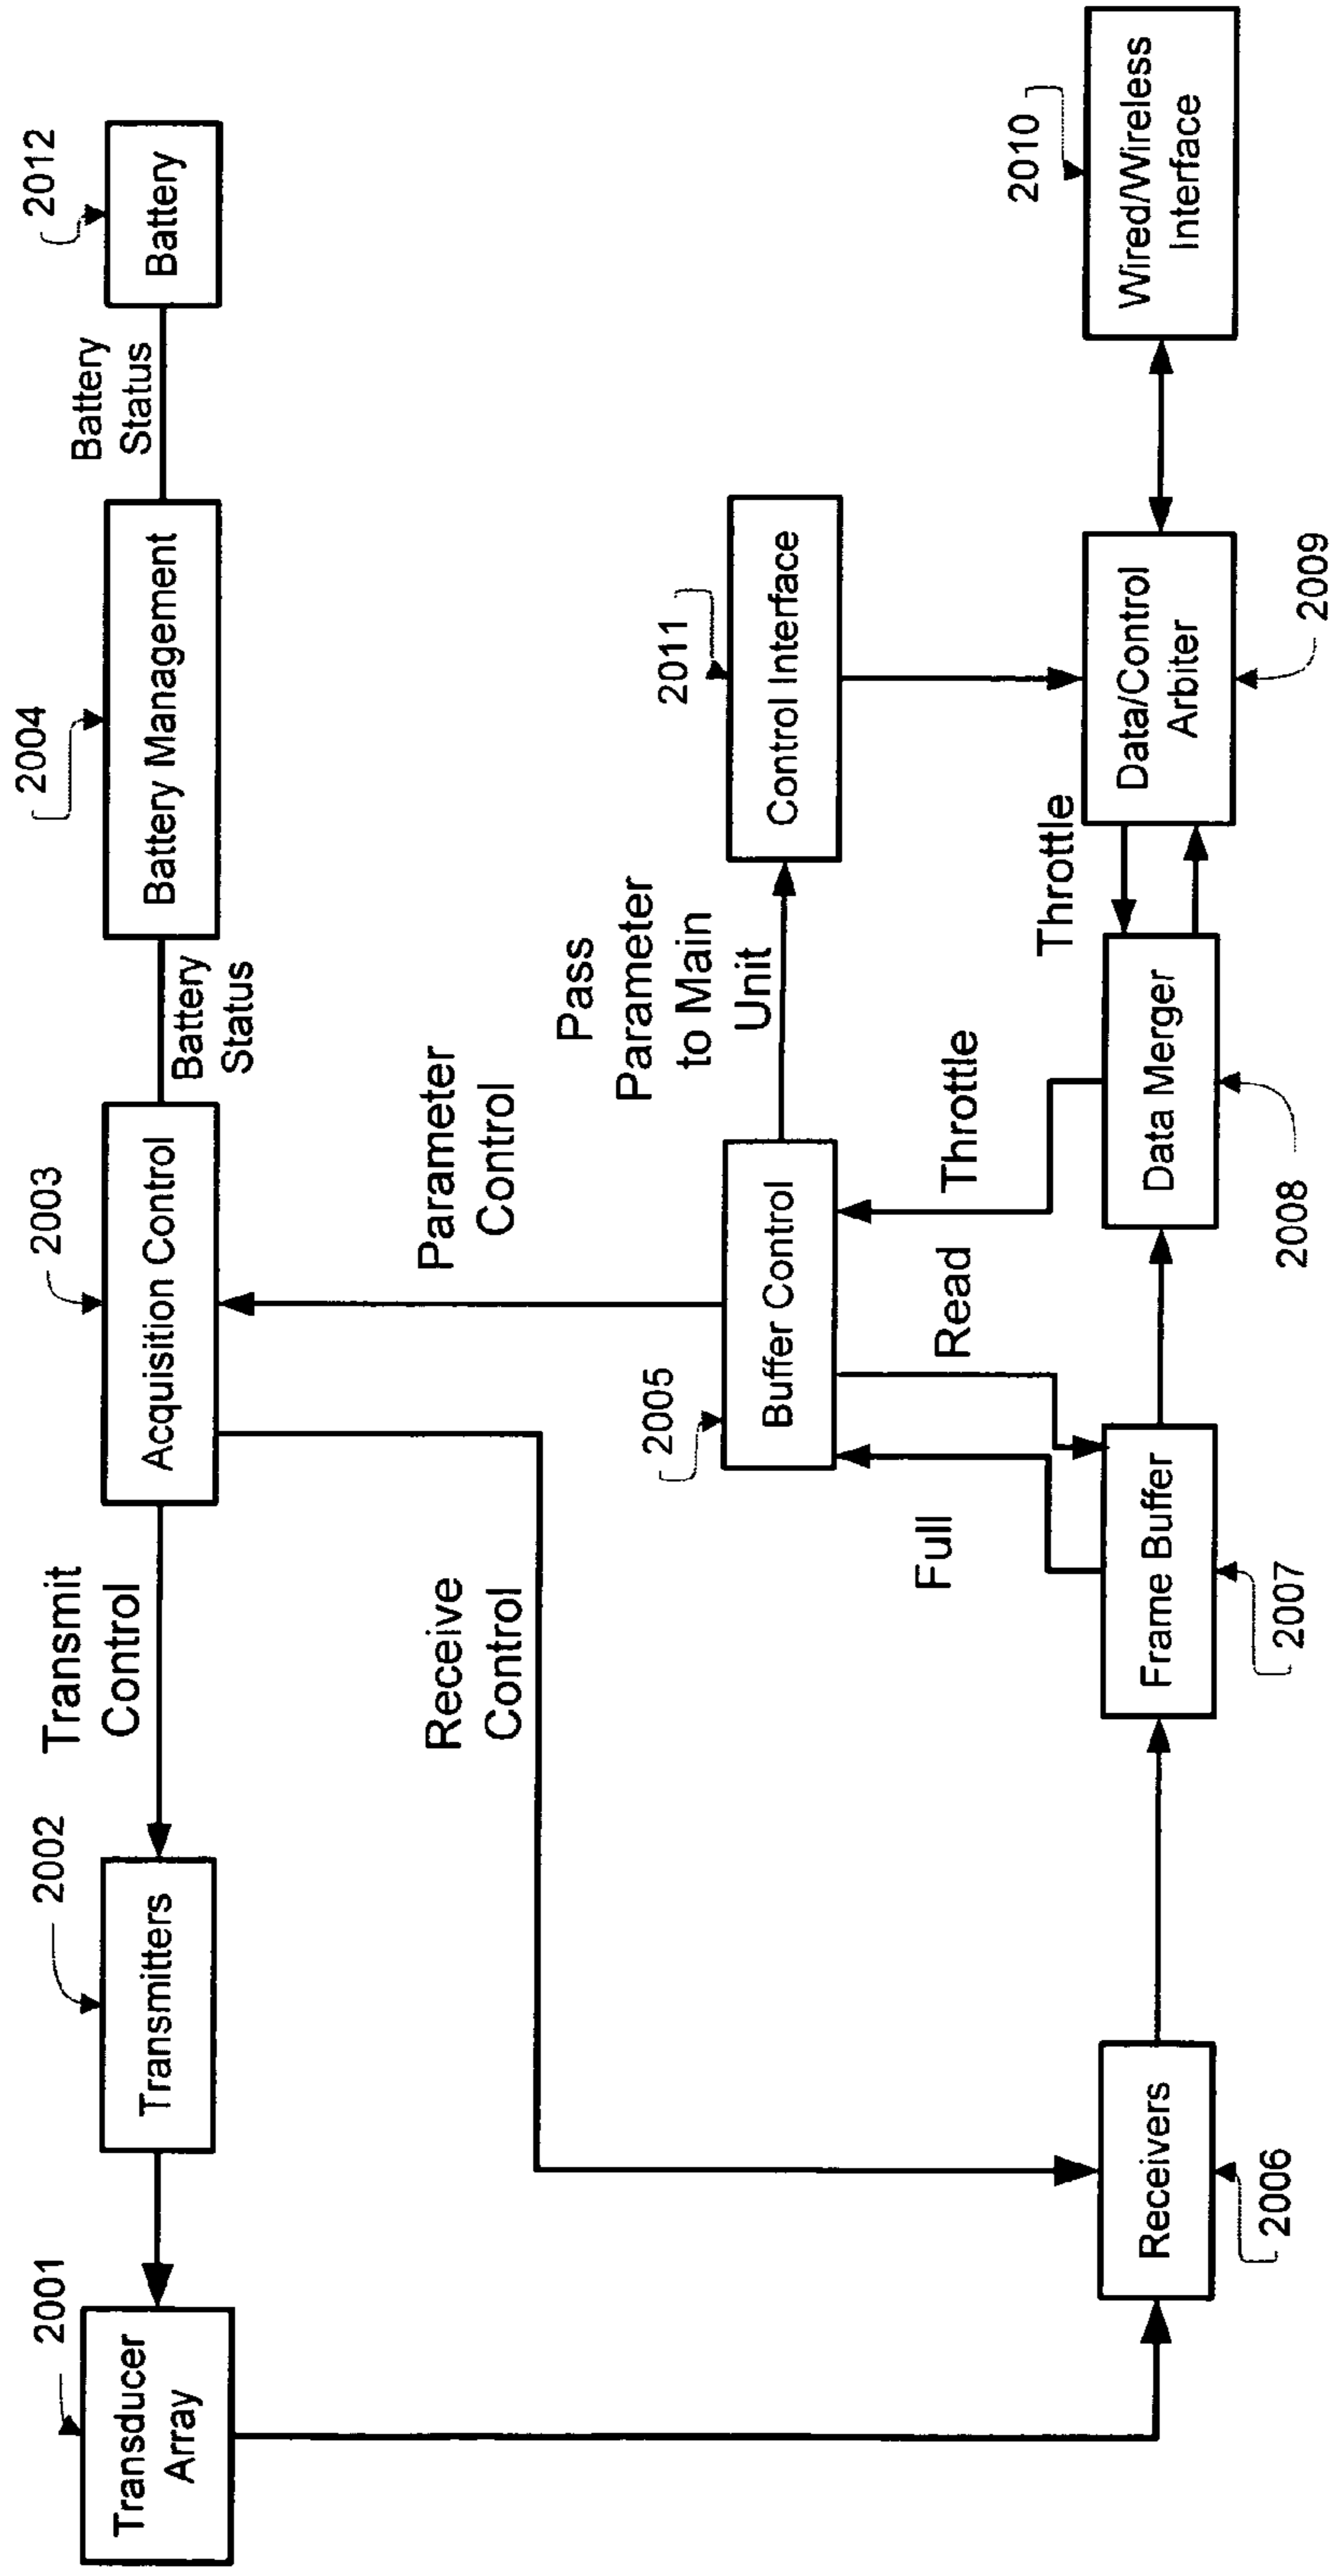 2001
Transducer
Array
2002
Transmitters
Transmit
Control
2003
Acquisition Control
Battery
Status
2004
Battery Management
Battery
Status
2012
Battery
Receive
Control
Parameter
Control
2005
Buffer Control
Pass
Parameter
to Main
Unit
2011
Control Interface
Full
Read
Throttle
Throttle
2010
Receivers
2006
Frame Buffer
2007
Data Merger
2008
Data/Control
Arbiter
2009
Wired/Wireless
Interface